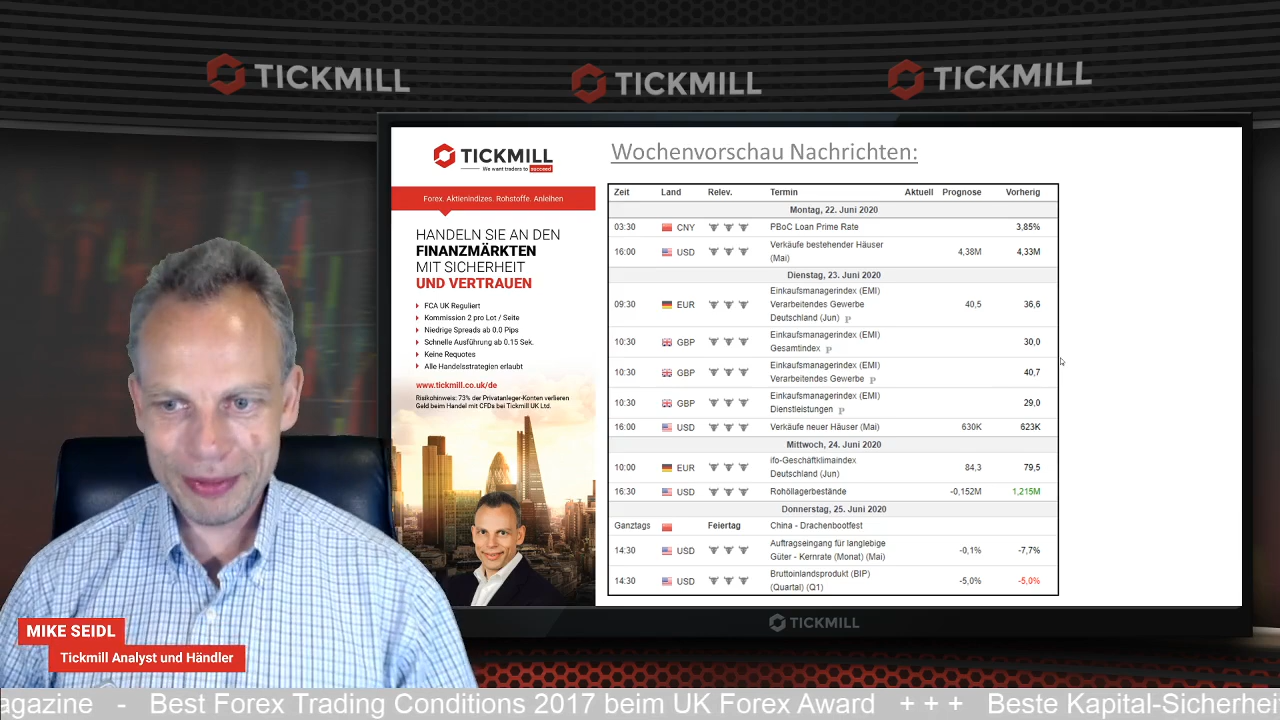 TICKMILL
TICKMILL
TICKMILL
TICKMILL
We want traders to succeed
Forex. Aktienindizes. Rohstoffe. Anleihen
HANDELN SIE AN DEN
FINANZMÄRKTEN
MIT SICHERHEIT
UND VERTRAUEN
FCA UK Reguliert
Kommission 2 pro Lot / Seite
Niedrige Spreads ab 0.0 Pips
Schnelle Ausführung ab 0.15 Sek.
Keine Requotes
Alle Handelsstrategien erlaubt
www.tickmill.co.uk/de
Risikohinweis: 73% der Privatanleger-Konten verlieren
Geld beim Handel mit CFDs bei Tickmill UK Ltd.
Wochenvorschau Nachrichten:
Zeit Land Relev. Termin Aktuell Prognose Vorherig
Montag, 22. Juni 2020
03:30 CNY PBoC Loan Prime Rate 3,85%
16:00 USD Verkäufe bestehender Häuser
(Mai) 4,38M 4,33M
Dienstag, 23. Juni 2020
09:30 EUR Einkaufsmanagerindex (EMI)
Verarbeitendes Gewerbe
Deutschland (Jun) P 40,5 36,6
10:30 GBP Einkaufsmanagerindex (EMI)
Gesamtindex P 30,0
10:30 GBP Einkaufsmanagerindex (EMI)
Verarbeitendes Gewerbe P 40,7
10:30 GBP Einkaufsmanagerindex (EMI)
Dienstleistungen P 29,0
16:00 USD Verkäufe neuer Häuser (Mai) 630K 623K
Mittwoch, 24. Juni 2020
10:00 EUR ifo-Geschäftklimaindex
Deutschland (Jun) 84,3 79,5
16:30 USD Rohöllagerbestände -0,152M 1,215M
Donnerstag, 25. Juni 2020
Ganztags Feiertag China - Drachenbootfest
14:30 USD Auftragseingang für langlebige
Güter - Kernrate (Monat) (Mai) -0,1% -7,7%
14:30 USD Bruttoinlandsprodukt (BIP)
(Quartal) (Q1) -5,0% -5,0%
TICKMILL
MIKE SEIDL
Tickmill Analyst und Händler
agazine - Best Forex Trading Conditions 2017 beim UK Forex Award + + + Beste Kapital-Sicherhei